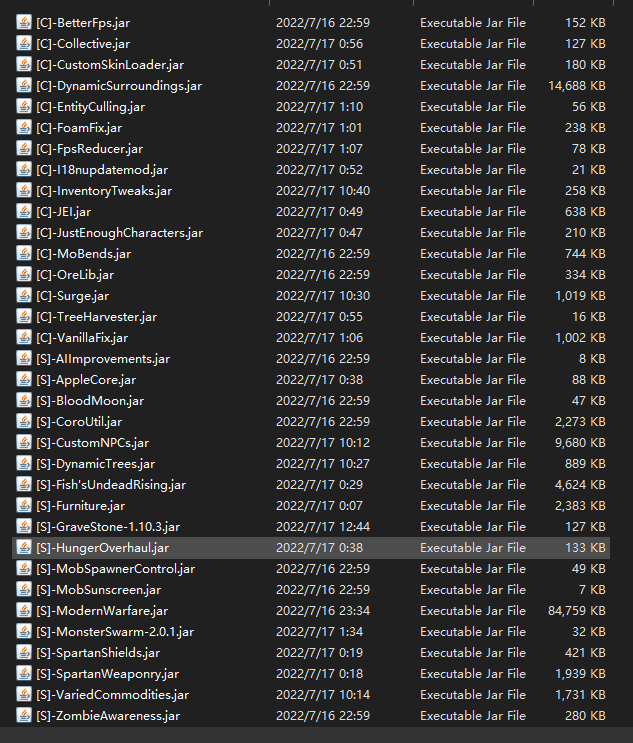 [C]-BetterFps.jar 2022/7/16 22:59 Executable Jar File 152 KB
[C]-Collective.jar 2022/7/17 0:56 Executable Jar File 127 KB
[C]-CustomSkinLoader.jar 2022/7/17 0:51 Executable Jar File 180 KB
[C]-DynamicSurroundings.jar 2022/7/16 22:59 Executable Jar File 14,688 KB
[C]-EntityCulling.jar 2022/7/17 1:10 Executable Jar File 56 KB
[C]-FoamFix.jar 2022/7/17 1:01 Executable Jar File 238 KB
[C]-FpsReducer.jar 2022/7/17 1:07 Executable Jar File 78 KB
[C]-I18nupdatemod.jar 2022/7/17 0:52 Executable Jar File 21 KB
[C]-InventoryTweaks.jar 2022/7/17 10:40 Executable Jar File 258 KB
[C]-JEI.jar 2022/7/17 0:49 Executable Jar File 638 KB
[C]-JustEnoughCharacters.jar 2022/7/17 0:47 Executable Jar File 210 KB
[C]-MoBends.jar 2022/7/16 22:59 Executable Jar File 744 KB
[C]-OreLib.jar 2022/7/16 22:59 Executable Jar File 334 KB
[C]-Surge.jar 2022/7/17 10:30 Executable Jar File 1,019 KB
[C]-TreeHarvester.jar 2022/7/17 0:55 Executable Jar File 16 KB
[C]-VanillaFix.jar 2022/7/17 1:06 Executable Jar File 1,002 KB
[S]-AIImprovements.jar 2022/7/16 22:59 Executable Jar File 8 KB
[S]-AppleCore.jar 2022/7/17 0:38 Executable Jar File 88 KB
[S]-BloodMoon.jar 2022/7/16 22:59 Executable Jar File 47 KB
[S]-CoroUtil.jar 2022/7/16 22:59 Executable Jar File 2,273 KB
[S]-CustomNPCs.jar 2022/7/17 10:12 Executable Jar File 9,680 KB
[S]-DynamicTrees.jar 2022/7/17 10:27 Executable Jar File 889 KB
[S]-Fish'sUndeadRising.jar 2022/7/17 0:29 Executable Jar File 4,624 KB
[S]-Furniture.jar 2022/7/17 0:07 Executable Jar File 2,383 KB
[S]-GraveStone-1.10.3.jar 2022/7/17 12:44 Executable Jar File 127 KB
[S]-HungerOverhaul.jar 2022/7/17 0:38 Executable Jar File 133 KB
[S]-MobSpawnerControl.jar 2022/7/16 22:59 Executable Jar File 49 KB
[S]-MobSunscreen.jar 2022/7/16 22:59 Executable Jar File 7 KB
[S]-ModernWarfare.jar 2022/7/16 23:34 Executable Jar File 84,759 KB
[S]-MonsterSwarm-2.0.1.jar 2022/7/17 1:34 Executable Jar File 32 KB
[S]-SpartanShields.jar 2022/7/17 0:19 Executable Jar File 421 KB
[S]-SpartanWeaponry.jar 2022/7/17 0:18 Executable Jar File 1,939 KB
[S]-VariedCommodities.jar 2022/7/17 10:14 Executable Jar File 1,731 KB
[S]-ZombieAwareness.jar 2022/7/16 22:59 Executable Jar File 280 KB